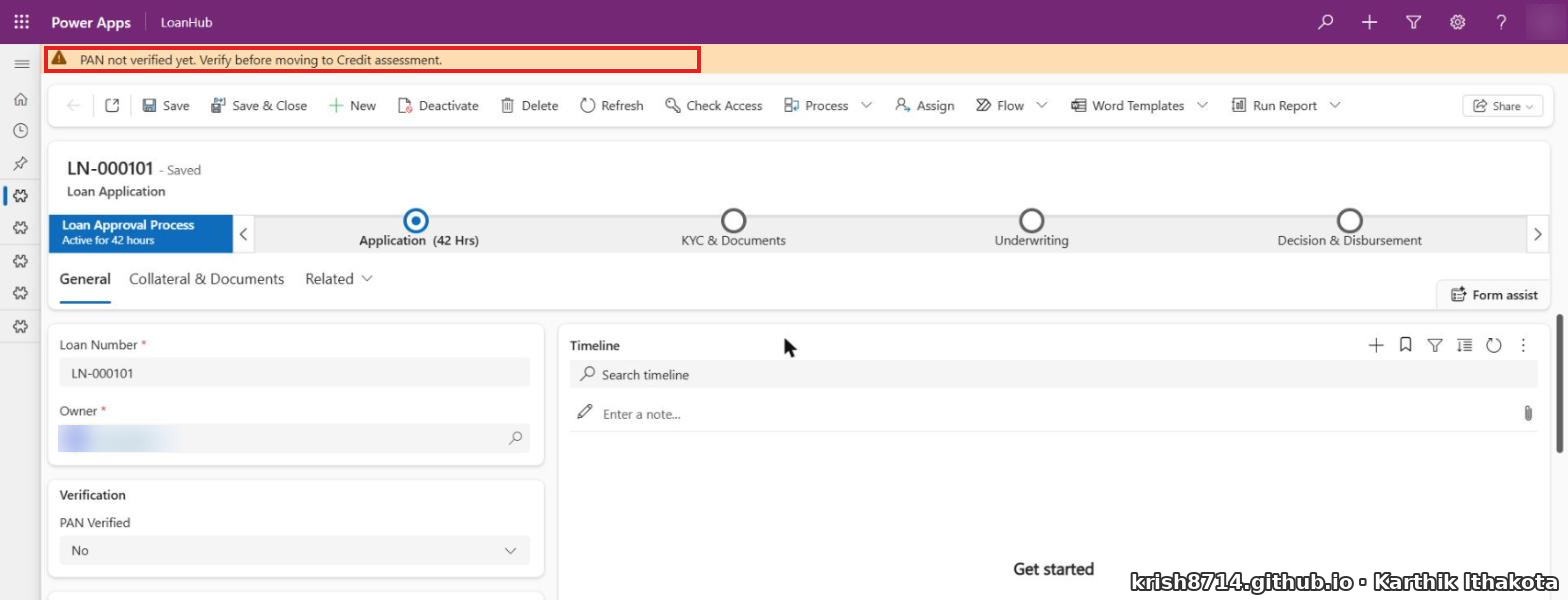 Power Apps LoanHub
PAN not verified yet. Verify before moving to Credit assessment.
Save Save & Close New Deactivate Delete Refresh Check Access Process Assign Flow Word Templates Run Report Share
LN-000101 - Saved
Loan Application
Loan Approval Process
Active for 42 hours
Application (42 Hrs) KYC & Documents Underwriting Decision & Disbursement
General Collateral & Documents Related
Form assist
Loan Number *
LN-000101
Owner *
Verification
PAN Verified
No
Timeline
Search timeline
Enter a note...
Get started
krish8714.github.io · Karthik Ithakota